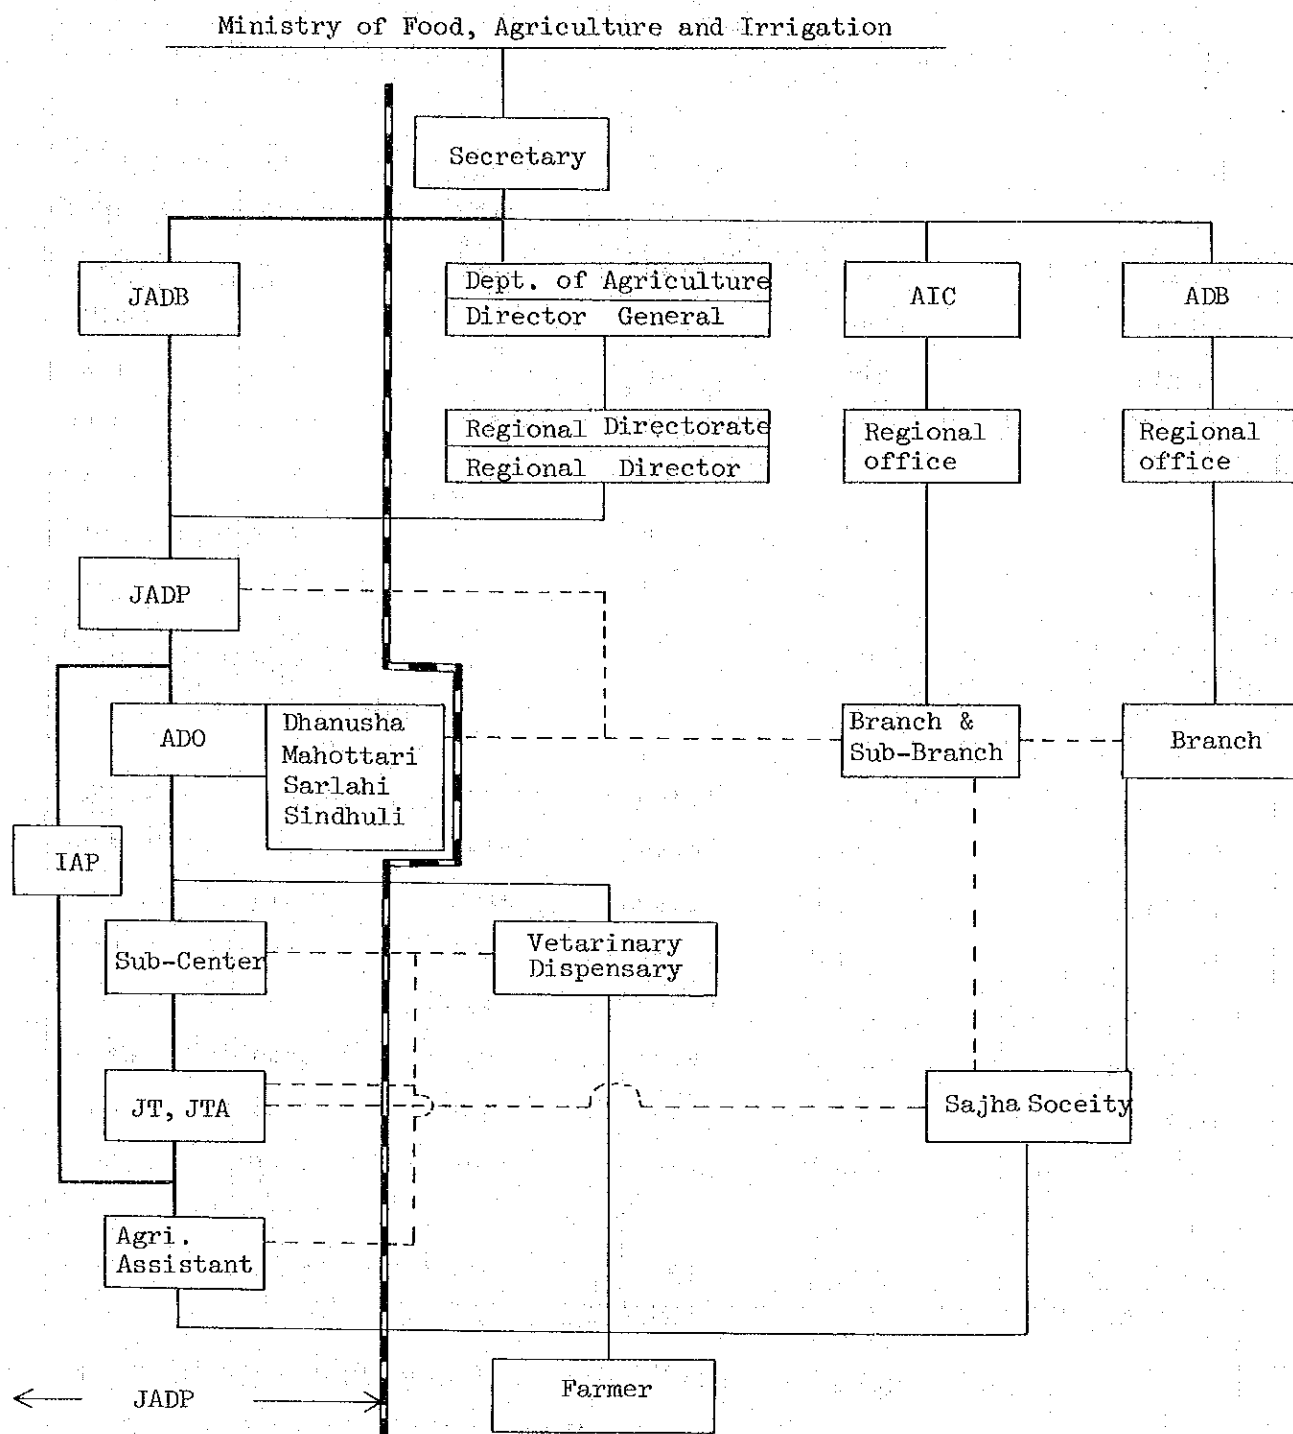 Ministry of Food, Agriculture and Irrigation
Secretary
JADB
Dept. of Agriculture
Director General
AIC
ADB
Regional Directorate
Regional Director
Regional
office
Regional
office
JADP
ADO
Dhanusha
Mahottari
Sarlahi
Sindhuli
Branch &
Sub-Branch
Branch
IAP
Sub-Center
Vetarinary
Dispensary
JT, JTA
Sajha Soceity
Agri.
Assistant
JADP
Farmer